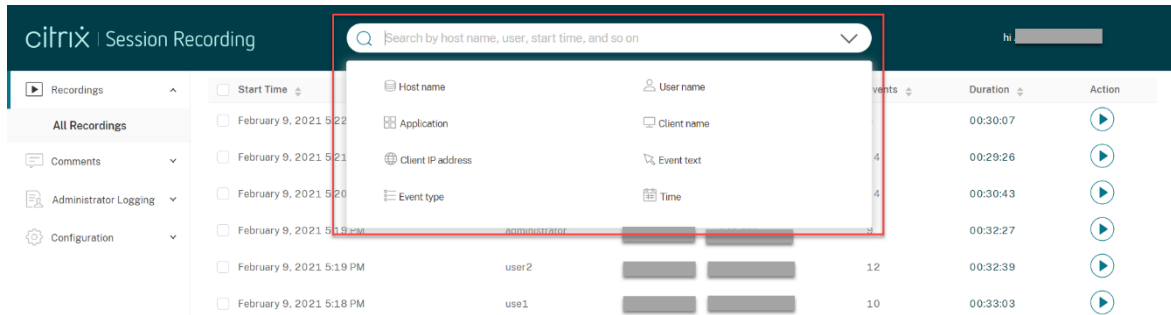 citrix | Session Recording
Search by host name, user, start time, and so on
hi
Recordings
All Recordings
Comments
Administrator Logging
Configuration
Start Time
Duration
Action
Host name
User name
Application
Client name
Client IP address
Event text
Event type
Time
February 9, 2021 5:22
00:30:07
February 9, 2021 5:21
4
00:29:26
February 9, 2021 5:20
4
00:30:43
February 9, 2021 5:19 PM
administrator
9
00:32:27
February 9, 2021 5:19 PM
user2
12
00:32:39
February 9, 2021 5:18 PM
use1
10
00:33:03